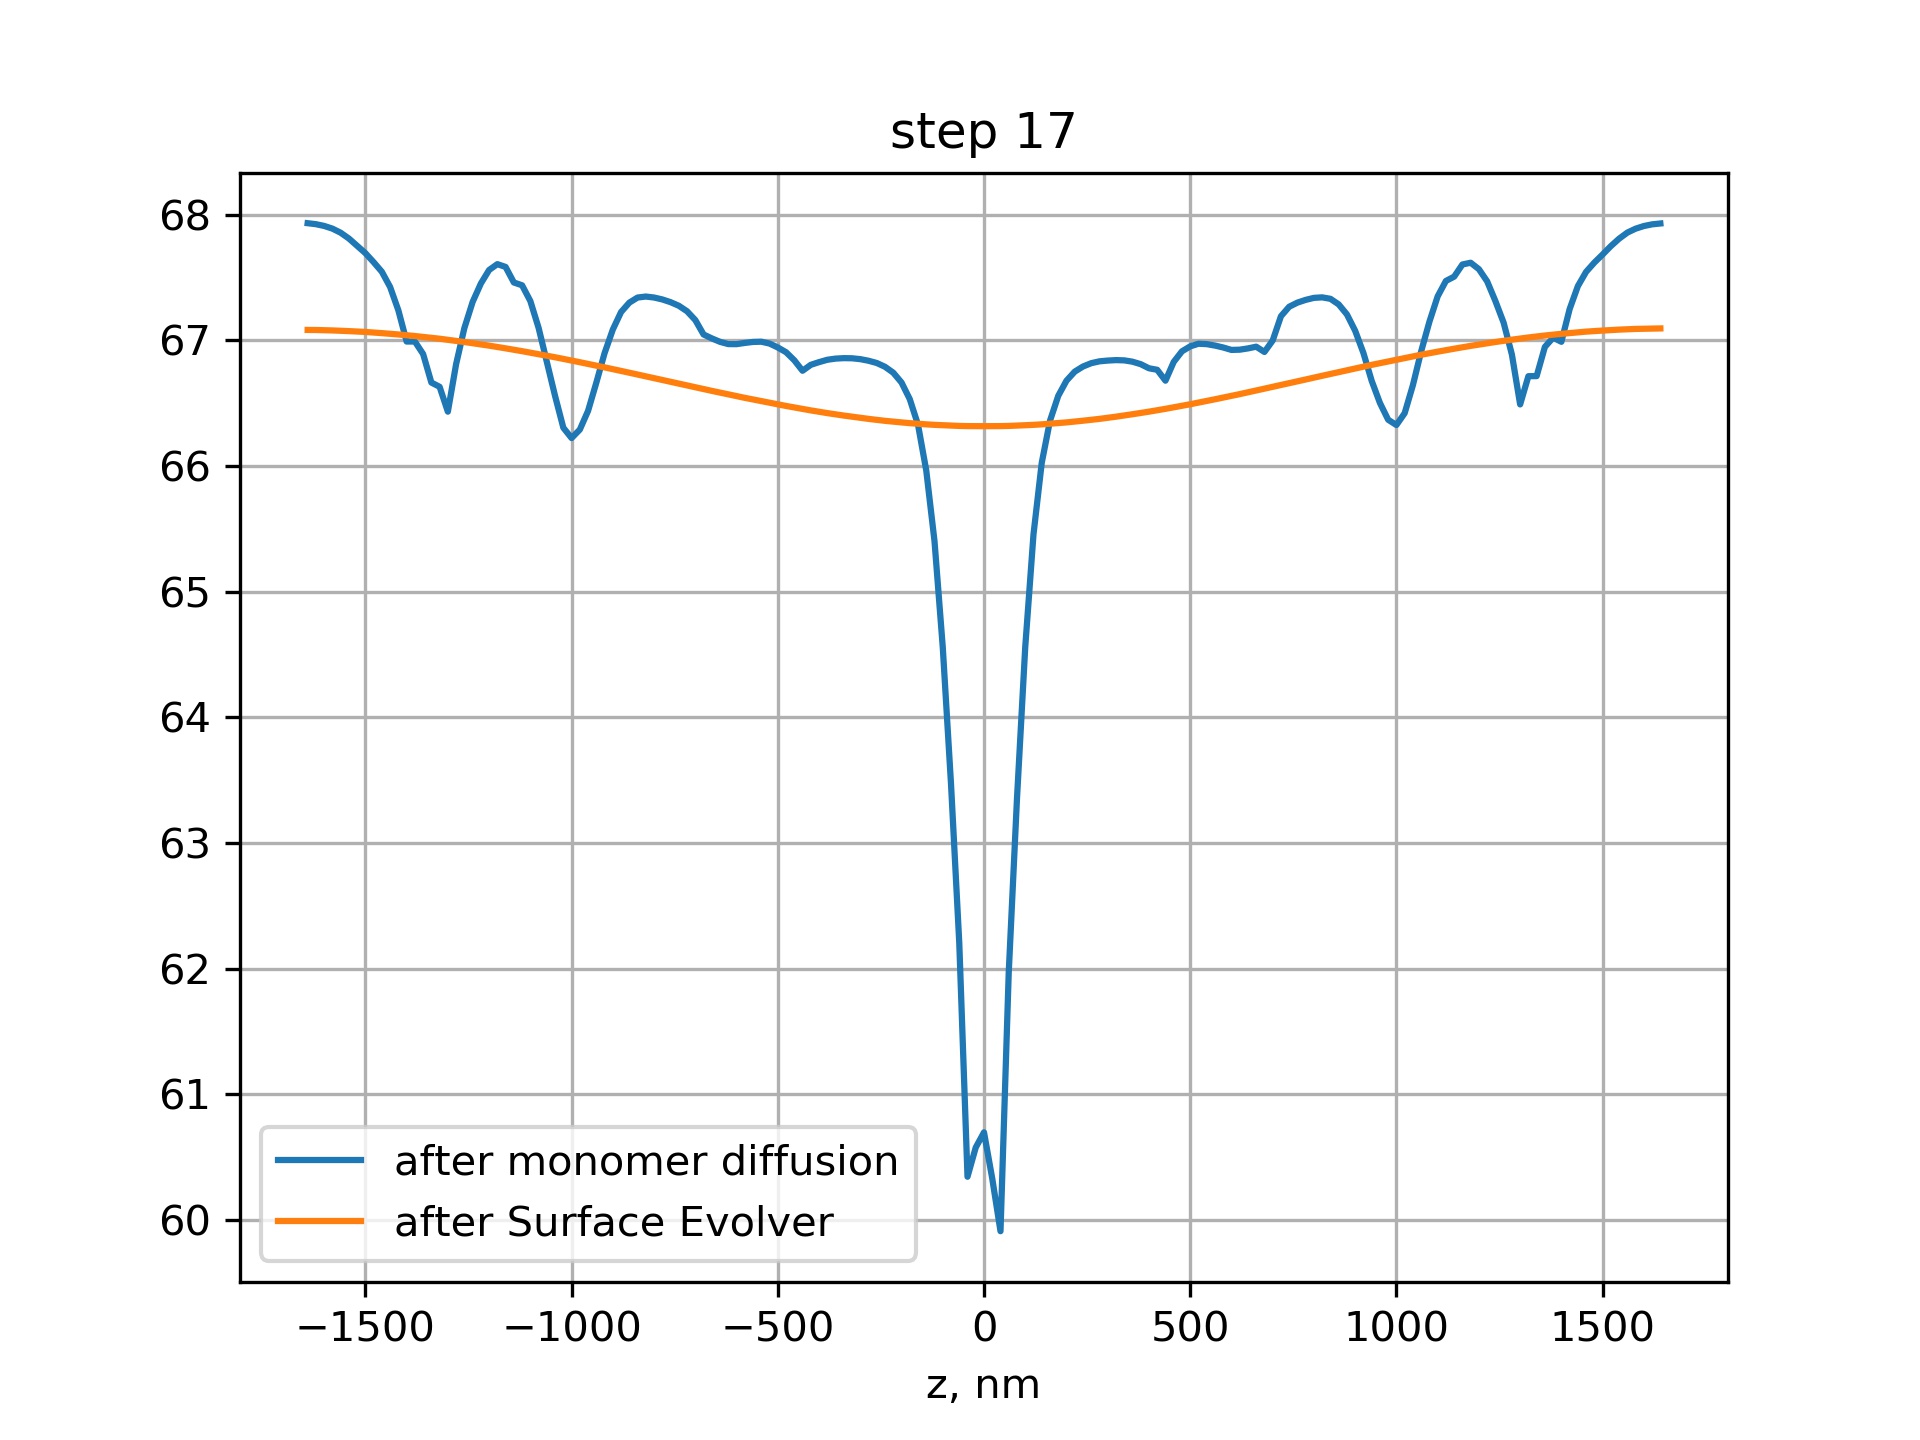 step 17
68
67
66
65
64
63
62
61
60
after monomer diffusion
after Surface Evolver
−1500 −1000 −500 0 500 1000 1500
z, nm